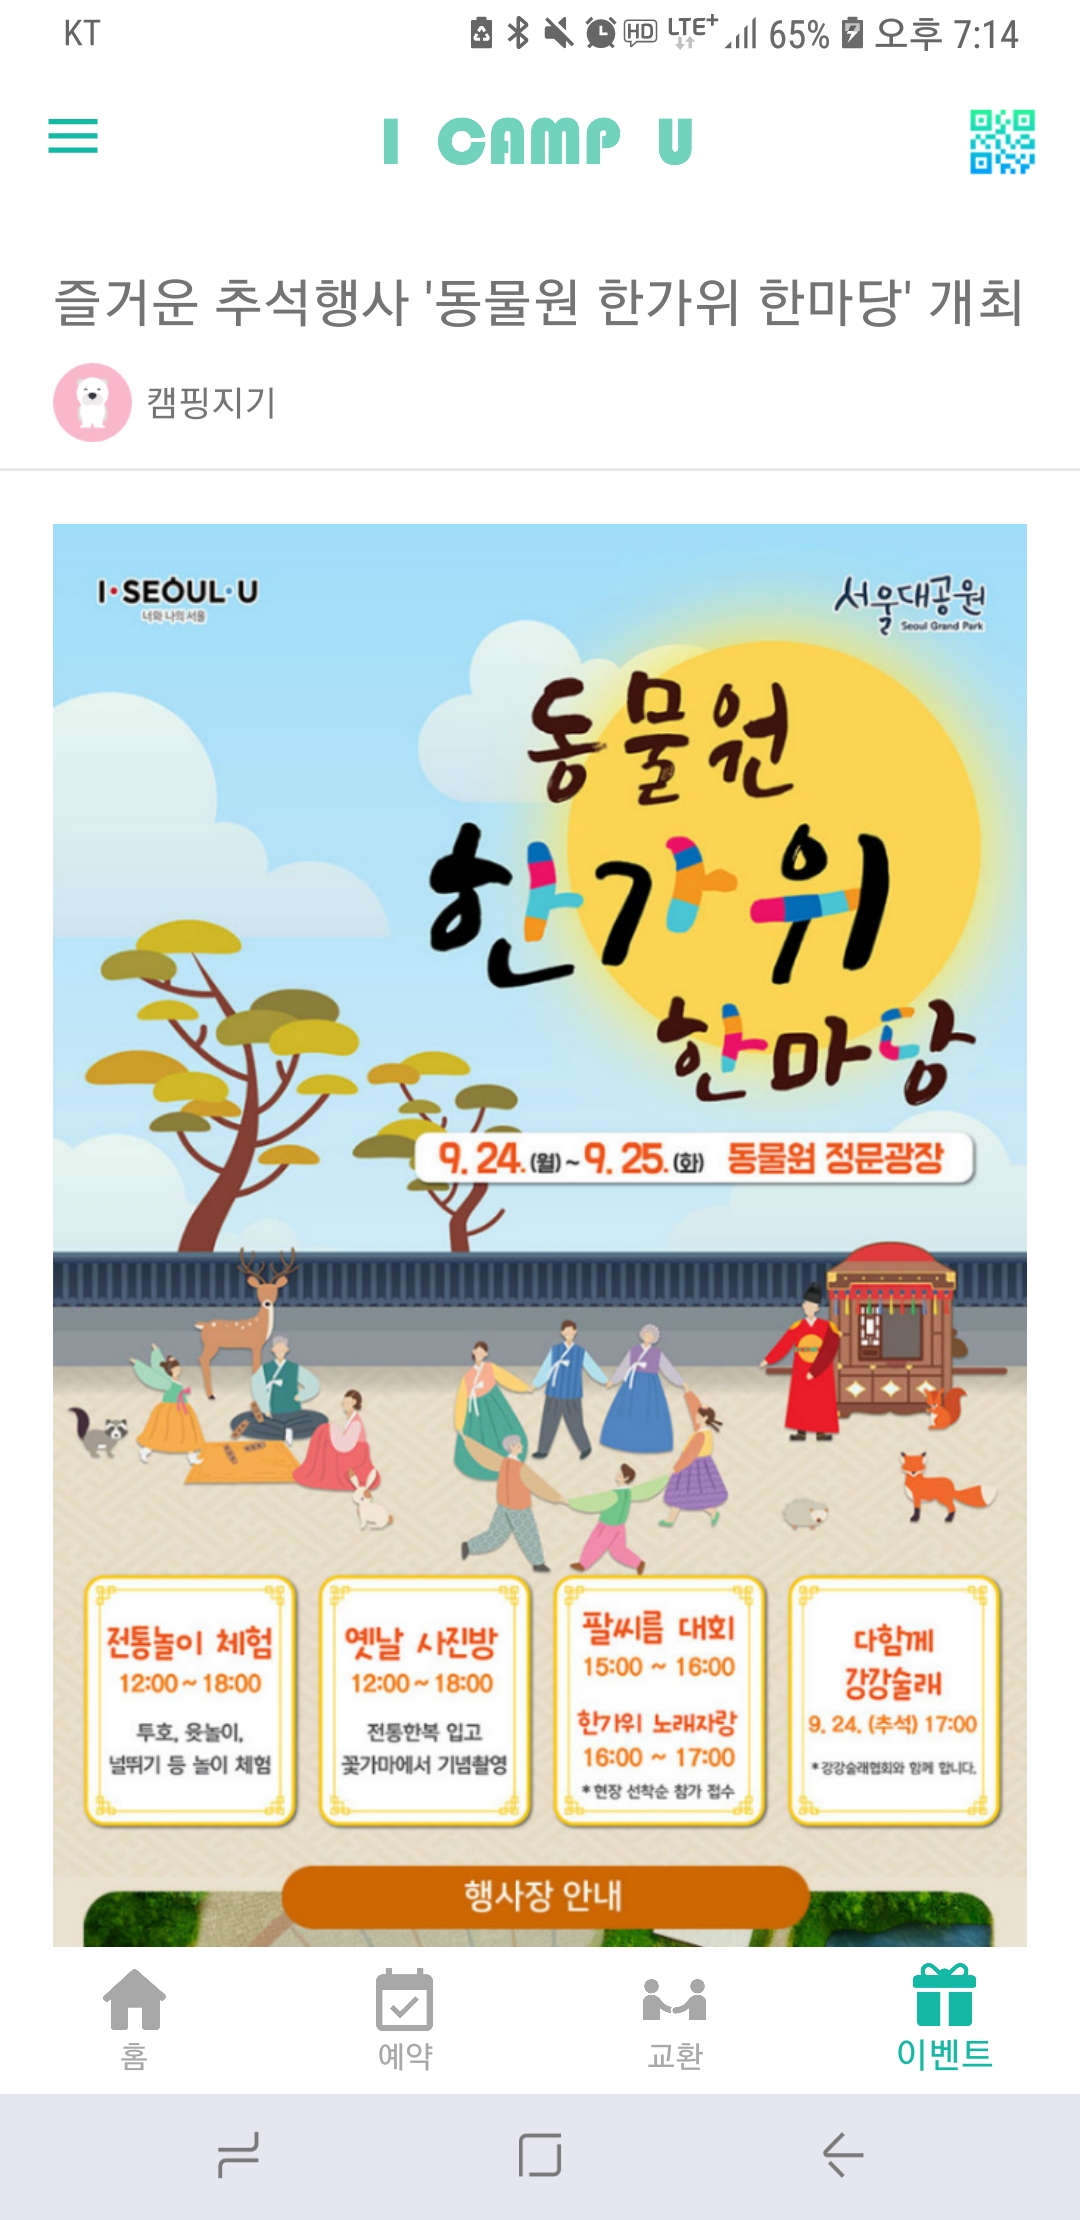 KT
HD LTE+ 65% 오후 7:14
I CAMP U
즐거운 추석행사 '동물원 한가위 한마당' 개최
캠핑지기
I·SEOUL·U
너와 나의 서울
서울대공원
Seoul Grand Park
동물원
한가위
한마당
9. 24.(월)~9. 25.(화) 동물원 정문광장
전통놀이 체험
12:00~18:00
투호, 윷놀이,
널뛰기 등 놀이 체험
옛날 사진방
12:00~18:00
전통한복 입고
꽃가마에서 기념촬영
팔씨름 대회
15:00 ~ 16:00
한가위 노래자랑
16:00 ~ 17:00
*현장 선착순 참가 접수
다함께
강강술래
9. 24. (추석) 17:00
*강강술래협회와 함께 합니다.
행사장 안내
홈
예약
교환
이벤트